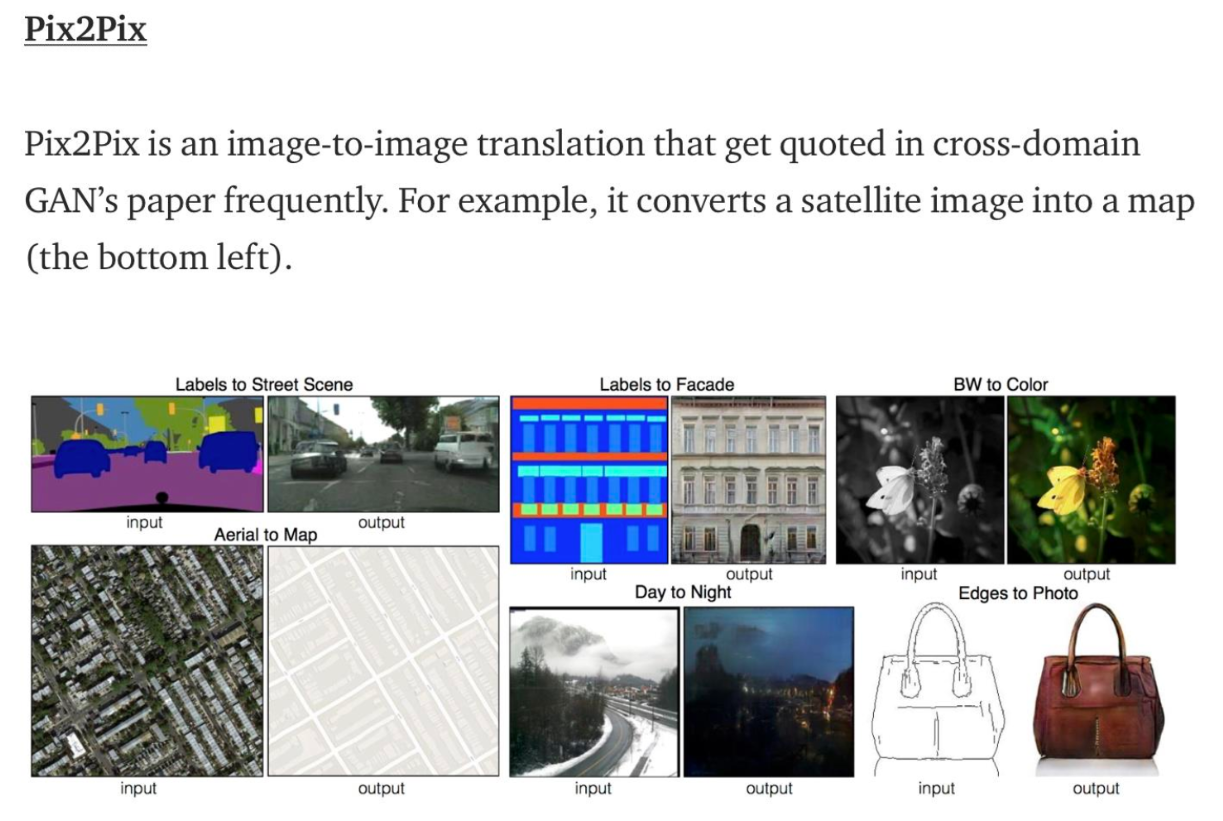 Pix2Pix
Pix2Pix is an image-to-image translation that get quoted in cross-domain
GAN’s paper frequently. For example, it converts a satellite image into a map
(the bottom left).
Labels to Street Scene
input
output
Aerial to Map
input
output
Labels to Facade
input
output
Day to Night
input
output
BW to Color
input
output
Edges to Photo
input
output